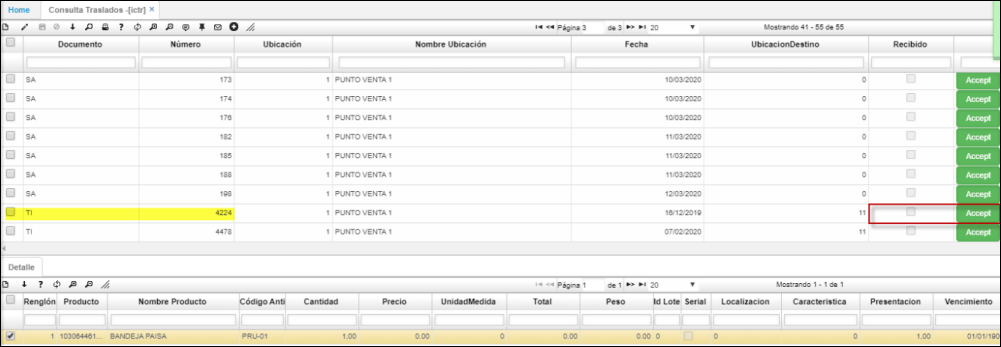 Home Consulta Traslados -[ictr] ×
Página 3 de 3 20 Mostrando 41 - 55 de 55
Documento Número Ubicación Nombre Ubicación Fecha UbicacionDestino Recibido
SA 173 1 PUNTO VENTA 1 10/03/2020 0 Accept
SA 174 1 PUNTO VENTA 1 10/03/2020 0 Accept
SA 176 1 PUNTO VENTA 1 10/03/2020 0 Accept
SA 182 1 PUNTO VENTA 1 11/03/2020 0 Accept
SA 185 1 PUNTO VENTA 1 11/03/2020 0 Accept
SA 188 1 PUNTO VENTA 1 11/03/2020 0 Accept
SA 198 1 PUNTO VENTA 1 12/03/2020 0 Accept
TI 4224 1 PUNTO VENTA 1 16/12/2019 11 Accept
TI 4478 1 PUNTO VENTA 1 07/02/2020 11 Accept
Detalle
Página 1 de 1 20 Mostrando 1 - 1 de 1
Renglón Producto Nombre Producto Código Anti Cantidad Precio UnidadMedida Total Peso Id Lote Serial Localizacion Caracteristica Presentacion Vencimiento
1 103064461... BANDEJA PAISA PRU-01 1,00 0.00 0 0.00 0.00 0 0 0 1,00 01/01/190